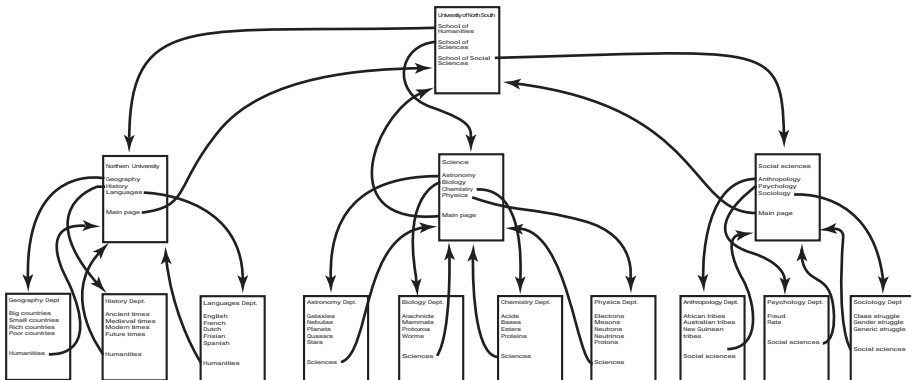 University of North South
School of
Humanities
School of
Sciences
School of Social
Sciences
Northern University
Geography
History
Languages
Main page
Science
Astronomy
Biology
Chemistry
Physics
Main page
Social sciences
Anthropology
Psychology
Sociology
Main page
Geography Dept
Big countries
Small countries
Rich countries
Poor countries
Humanities
History Dept.
Ancient times
Medieval times
Modern times
Future times
Humanities
Languages Dept.
English
French
Dutch
Frisian
Spanish
Humanities
Astronomy Dept.
Galaxies
Nebulas
Planets
Quasars
Stars
Sciences
Biology Dept.
Arachnids
Mammals
Protozoa
Worms
Sciences
Chemistry Dept.
Acids
Bases
Esters
Proteins
Sciences
Physics Dept.
Electrons
Mesons
Neutrons
Neutrinos
Protons
Sciences
Anthropology Dept.
African tribes
Australian tribes
New Guinean
tribes
Social sciences
Psychology Dept.
Freud
Rats
Social sciences
Sociology Dept
Class struggle
Gender struggle
Generic struggle
Social sciences